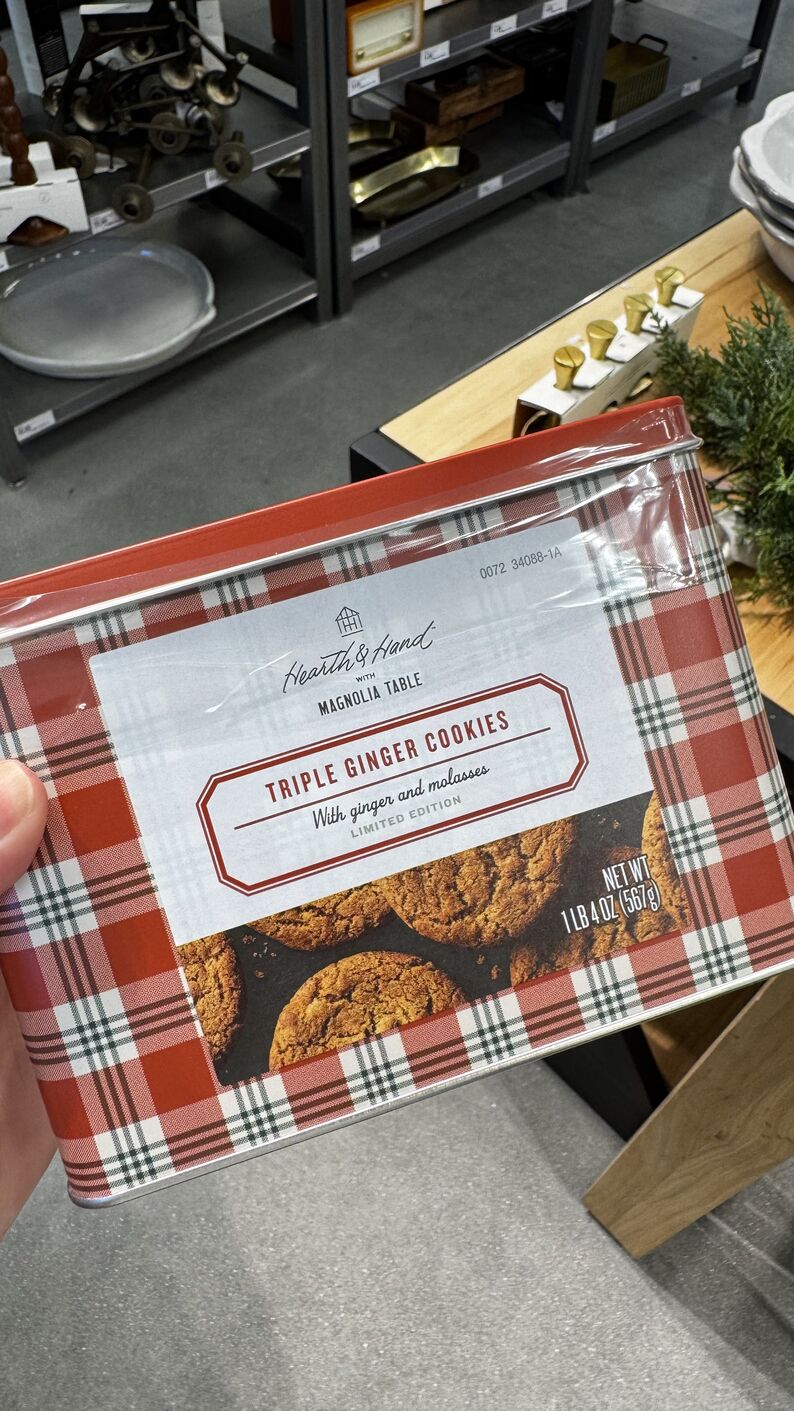 0072 34088-1A
Hearth & Hand
WITH
MAGNOLIA TABLE
TRIPLE GINGER COOKIES
With ginger and molasses
LIMITED EDITION
NET WT
1 LB 4 OZ (567g)